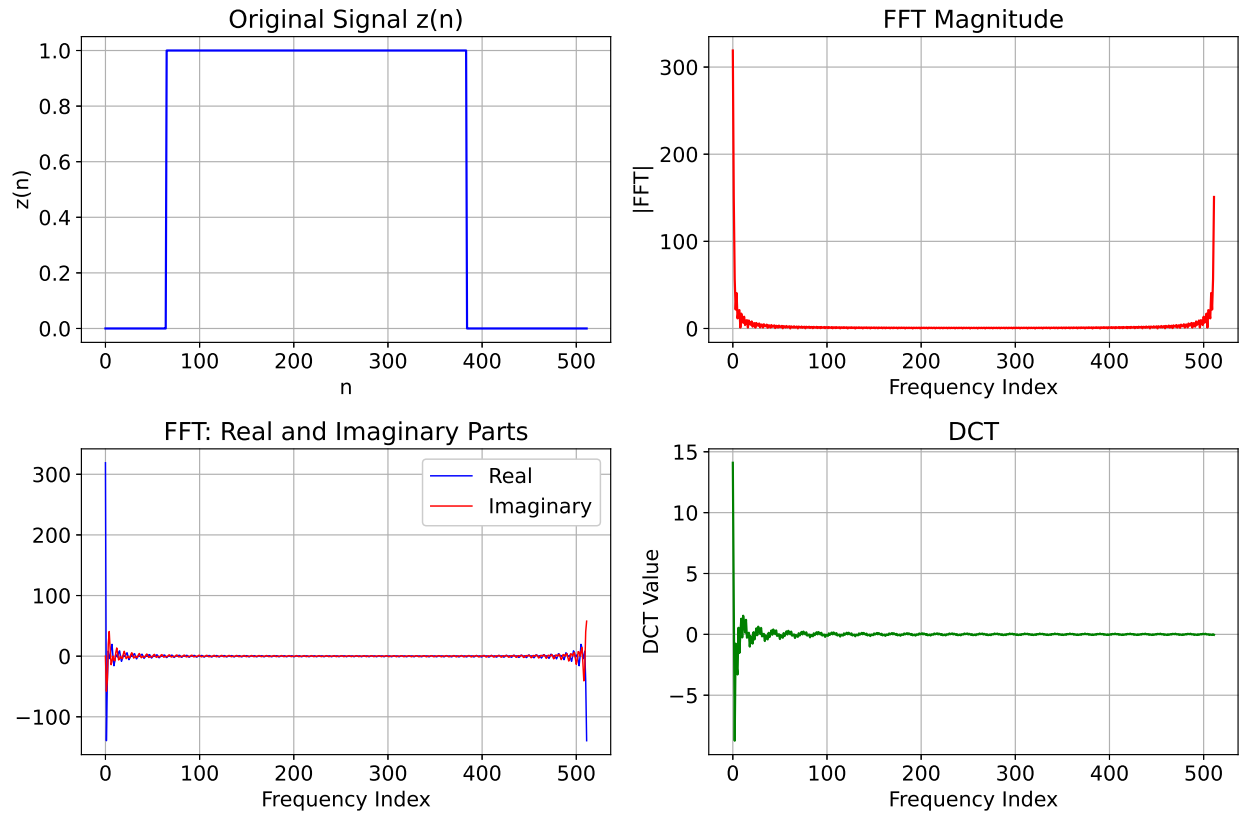 Original Signal z(n)
1.0
0.8
0.6
0.4
0.2
0.0
z(n)
0 100 200 300 400 500
n
FFT Magnitude
300
200
100
0
|FFT|
0 100 200 300 400 500
Frequency Index
FFT: Real and Imaginary Parts
300
200
100
0
−100
Real
Imaginary
0 100 200 300 400 500
Frequency Index
DCT
15
10
5
0
−5
DCT Value
0 100 200 300 400 500
Frequency Index